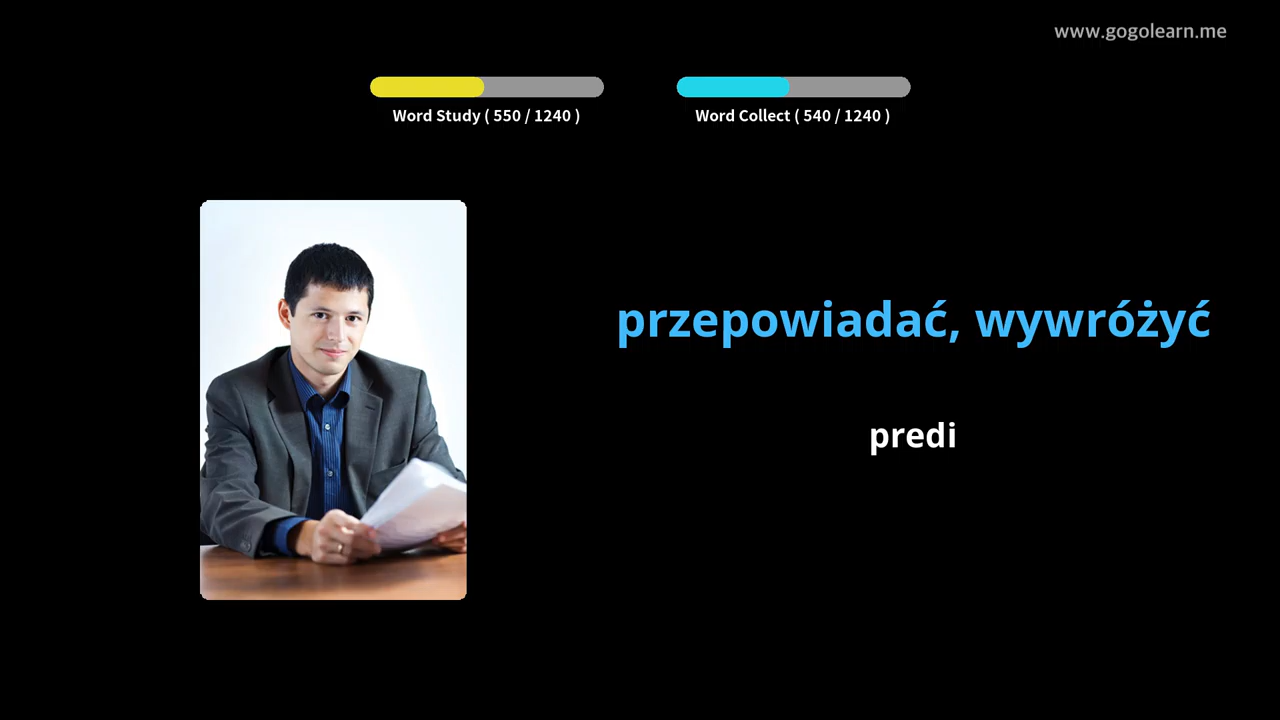 www.gogolearn.me
Word Study ( 550 / 1240 )
Word Collect ( 540 / 1240 )
przepowiadać, wywróżyć
predi